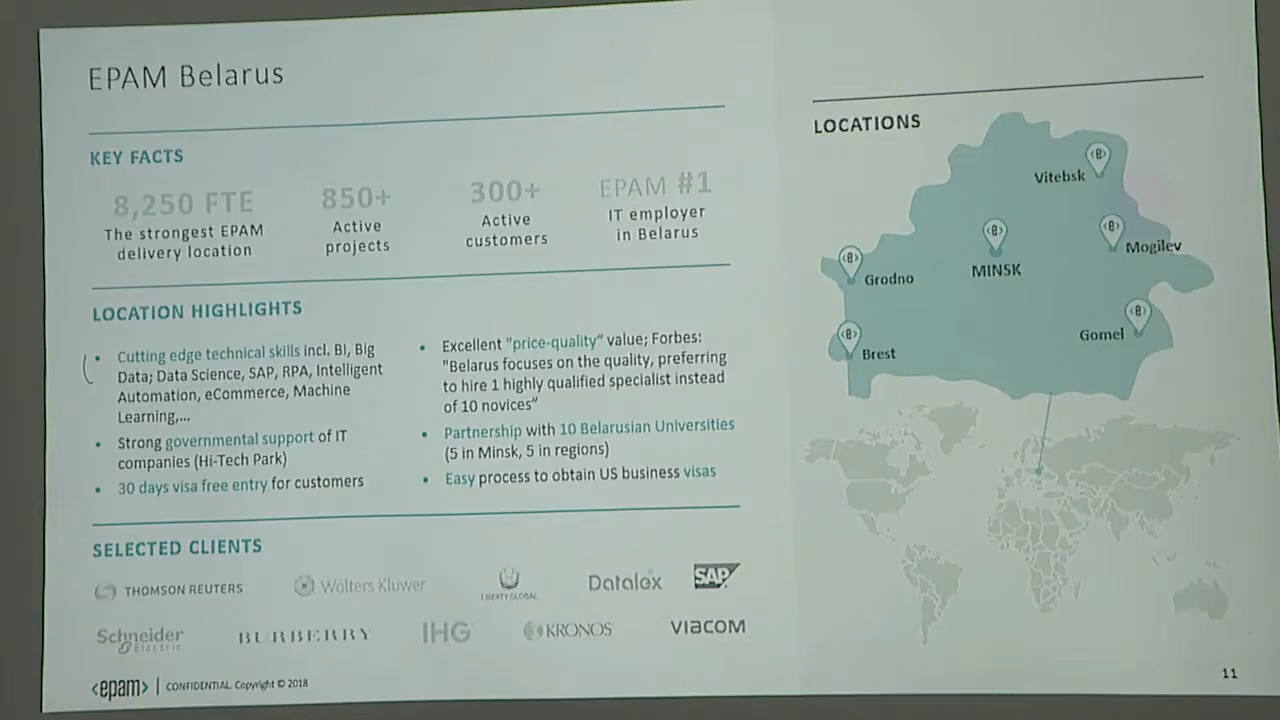 EPAM Belarus
KEY FACTS
8,250 FTE
The strongest EPAM
delivery location
850+
Active
projects
300+
Active
customers
EPAM #1
IT employer
in Belarus
LOCATION HIGHLIGHTS
• Cutting edge technical skills incl. BI, Big
Data; Data Science, SAP, RPA, Intelligent
Automation, eCommerce, Machine
Learning,...
• Strong governmental support of IT
companies (Hi-Tech Park)
• 30 days visa free entry for customers
• Excellent "price-quality" value; Forbes:
"Belarus focuses on the quality, preferring
to hire 1 highly qualified specialist instead
of 10 novices"
• Partnership with 10 Belarusian Universities
(5 in Minsk, 5 in regions)
• Easy process to obtain US business visas
SELECTED CLIENTS
THOMSON REUTERS
Wolters Kluwer
LIBERTY GLOBAL
Datalex
SAP
Schneider
Electric
BURBERRY
IHG
KRONOS
VIACOM
<epam> | CONFIDENTIAL. Copyright © 2018
LOCATIONS
Vitebsk
Mogilev
MINSK
Grodno
Gomel
Brest
11